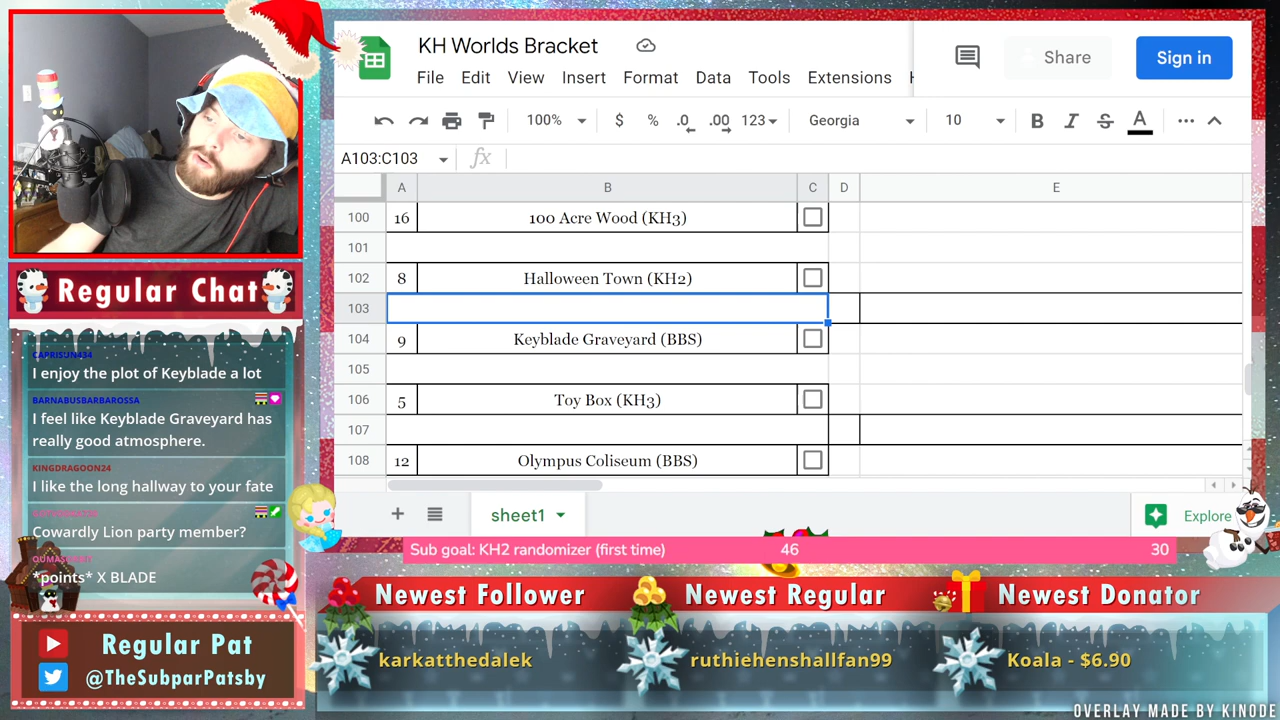 KH Worlds Bracket
File Edit View Insert Format Data Tools Extensions
Share
Sign in
100% $ % .0 .00 123 Georgia 10 B I S A
A103:C103 fx
A B C D E
100 16 100 Acre Wood (KH3)
101
102 8 Halloween Town (KH2)
103
104 9 Keyblade Graveyard (BBS)
105
106 5 Toy Box (KH3)
107
108 12 Olympus Coliseum (BBS)
sheet1
Explore
Regular Chat
CAPRISUN434
I enjoy the plot of Keyblade a lot
BARNABUSBARBAROSSA
I feel like Keyblade Graveyard has
really good atmosphere.
KINGDRAGOON24
I like the long hallway to your fate
Cowardly Lion party member?
*points* X BLADE
Sub goal: KH2 randomizer (first time) 46 30
Newest Follower
karkatthedalek
Newest Regular
ruthiehenshallfan99
Newest Donator
Koala - $6.90
Regular Pat
@TheSubparPatsby
OVERLAY MADE BY KINODE